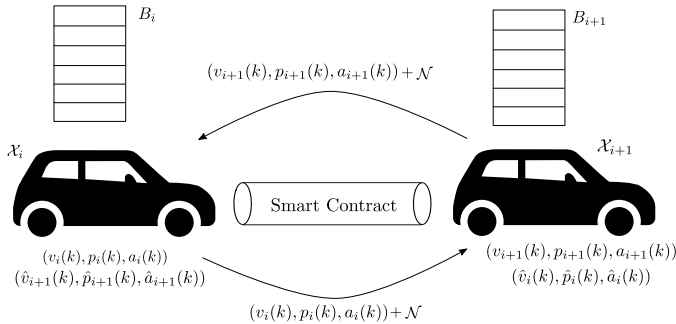 B_i
B_{i+1}
(v_{i+1}(k), p_{i+1}(k), a_{i+1}(k)) + 𝒩
𝒳_i
𝒳_{i+1}
Smart Contract
(v_i(k), p_i(k), a_i(k))
(v̂_{i+1}(k), p̂_{i+1}(k), â_{i+1}(k))
(v_{i+1}(k), p_{i+1}(k), a_{i+1}(k))
(v̂_i(k), p̂_i(k), â_i(k))
(v_i(k), p_i(k), a_i(k)) + 𝒩